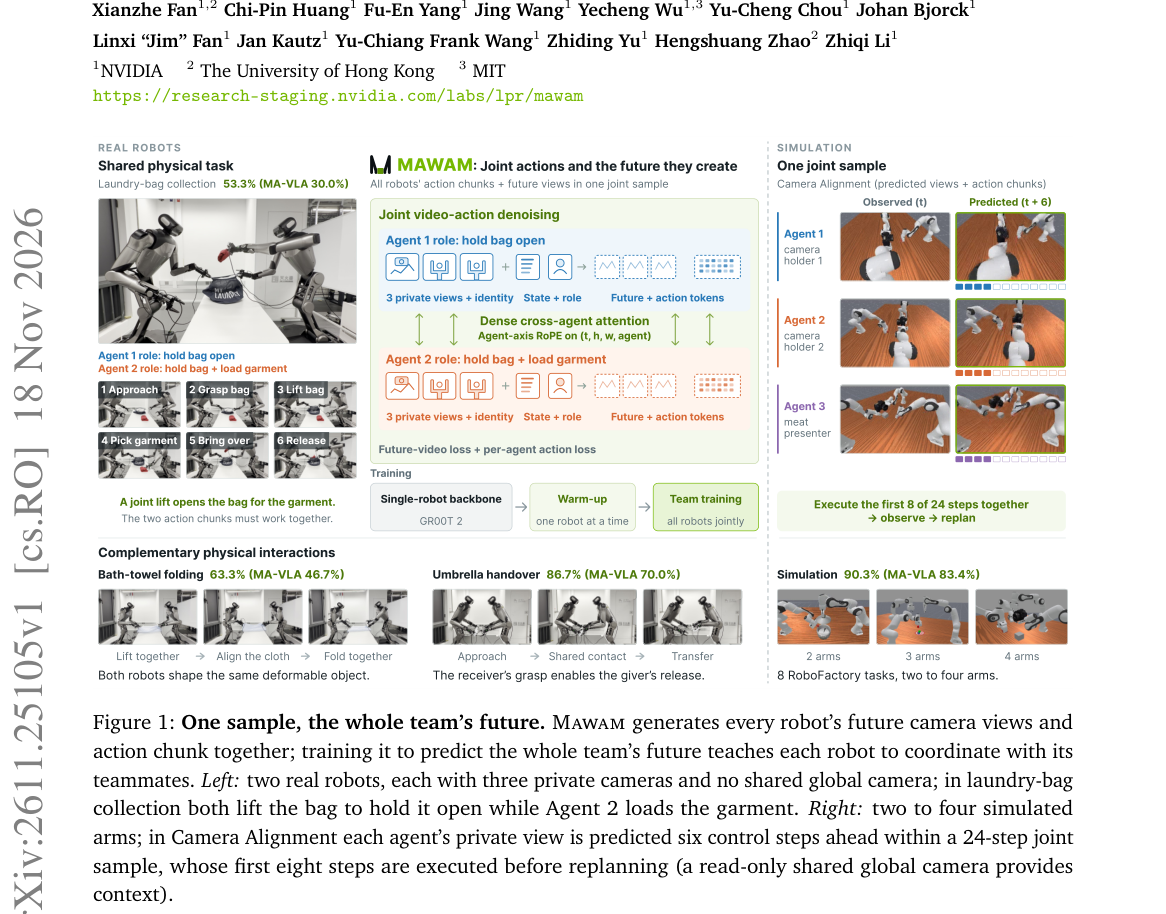 Xianzhe Fan1,2 Chi-Pin Huang1 Fu-En Yang1 Jing Wang1 Yecheng Wu1,3 Yu-Cheng Chou1 Johan Bjorck1
Linxi “Jim” Fan1 Jan Kautz1 Yu-Chiang Frank Wang1 Zhiding Yu1 Hengshuang Zhao2 Zhiqi Li1
1NVIDIA 2 The University of Hong Kong 3 MIT
https://research-staging.nvidia.com/labs/lpr/mawam
Xiv:2611.25105v1 [cs.RO] 18 Nov 2026
REAL ROBOTS
Shared physical task
Laundry-bag collection 53.3% (MA-VLA 30.0%)
MY LAUNDRY
Agent 1 role: hold bag open
Agent 2 role: hold bag + load garment
1 Approach
2 Grasp bag
3 Lift bag
4 Pick garment
5 Bring over
6 Release
A joint lift opens the bag for the garment.
The two action chunks must work together.
MAWAM: Joint actions and the future they create
All robots' action chunks + future views in one joint sample
Joint video-action denoising
Agent 1 role: hold bag open
+ →
3 private views + identity State + role Future + action tokens
Dense cross-agent attention
Agent-axis RoPE on (t, h, w, agent)
Agent 2 role: hold bag + load garment
+ →
3 private views + identity State + role Future + action tokens
Future-video loss + per-agent action loss
Training
Single-robot backbone → Warm-up → Team training
GR00T 2 one robot at a time all robots jointly
SIMULATION
One joint sample
Camera Alignment (predicted views + action chunks)
Observed (t) Predicted (t + 6)
Agent 1
camera
holder 1
Agent 2
camera
holder 2
Agent 3
meat
presenter
Execute the first 8 of 24 steps together
→ observe → replan
Complementary physical interactions
Bath-towel folding 63.3% (MA-VLA 46.7%)
Lift together → Align the cloth → Fold together
Both robots shape the same deformable object.
Umbrella handover 86.7% (MA-VLA 70.0%)
Approach → Shared contact → Transfer
The receiver's grasp enables the giver's release.
Simulation 90.3% (MA-VLA 83.4%)
2 arms 3 arms 4 arms
8 RoboFactory tasks, two to four arms.
Figure 1: One sample, the whole team’s future. MAWAM generates every robot’s future camera views and
action chunk together; training it to predict the whole team’s future teaches each robot to coordinate with its
teammates. Left: two real robots, each with three private cameras and no shared global camera; in laundry-bag
collection both lift the bag to hold it open while Agent 2 loads the garment. Right: two to four simulated
arms; in Camera Alignment each agent’s private view is predicted six control steps ahead within a 24-step joint
sample, whose first eight steps are executed before replanning (a read-only shared global camera provides
context).